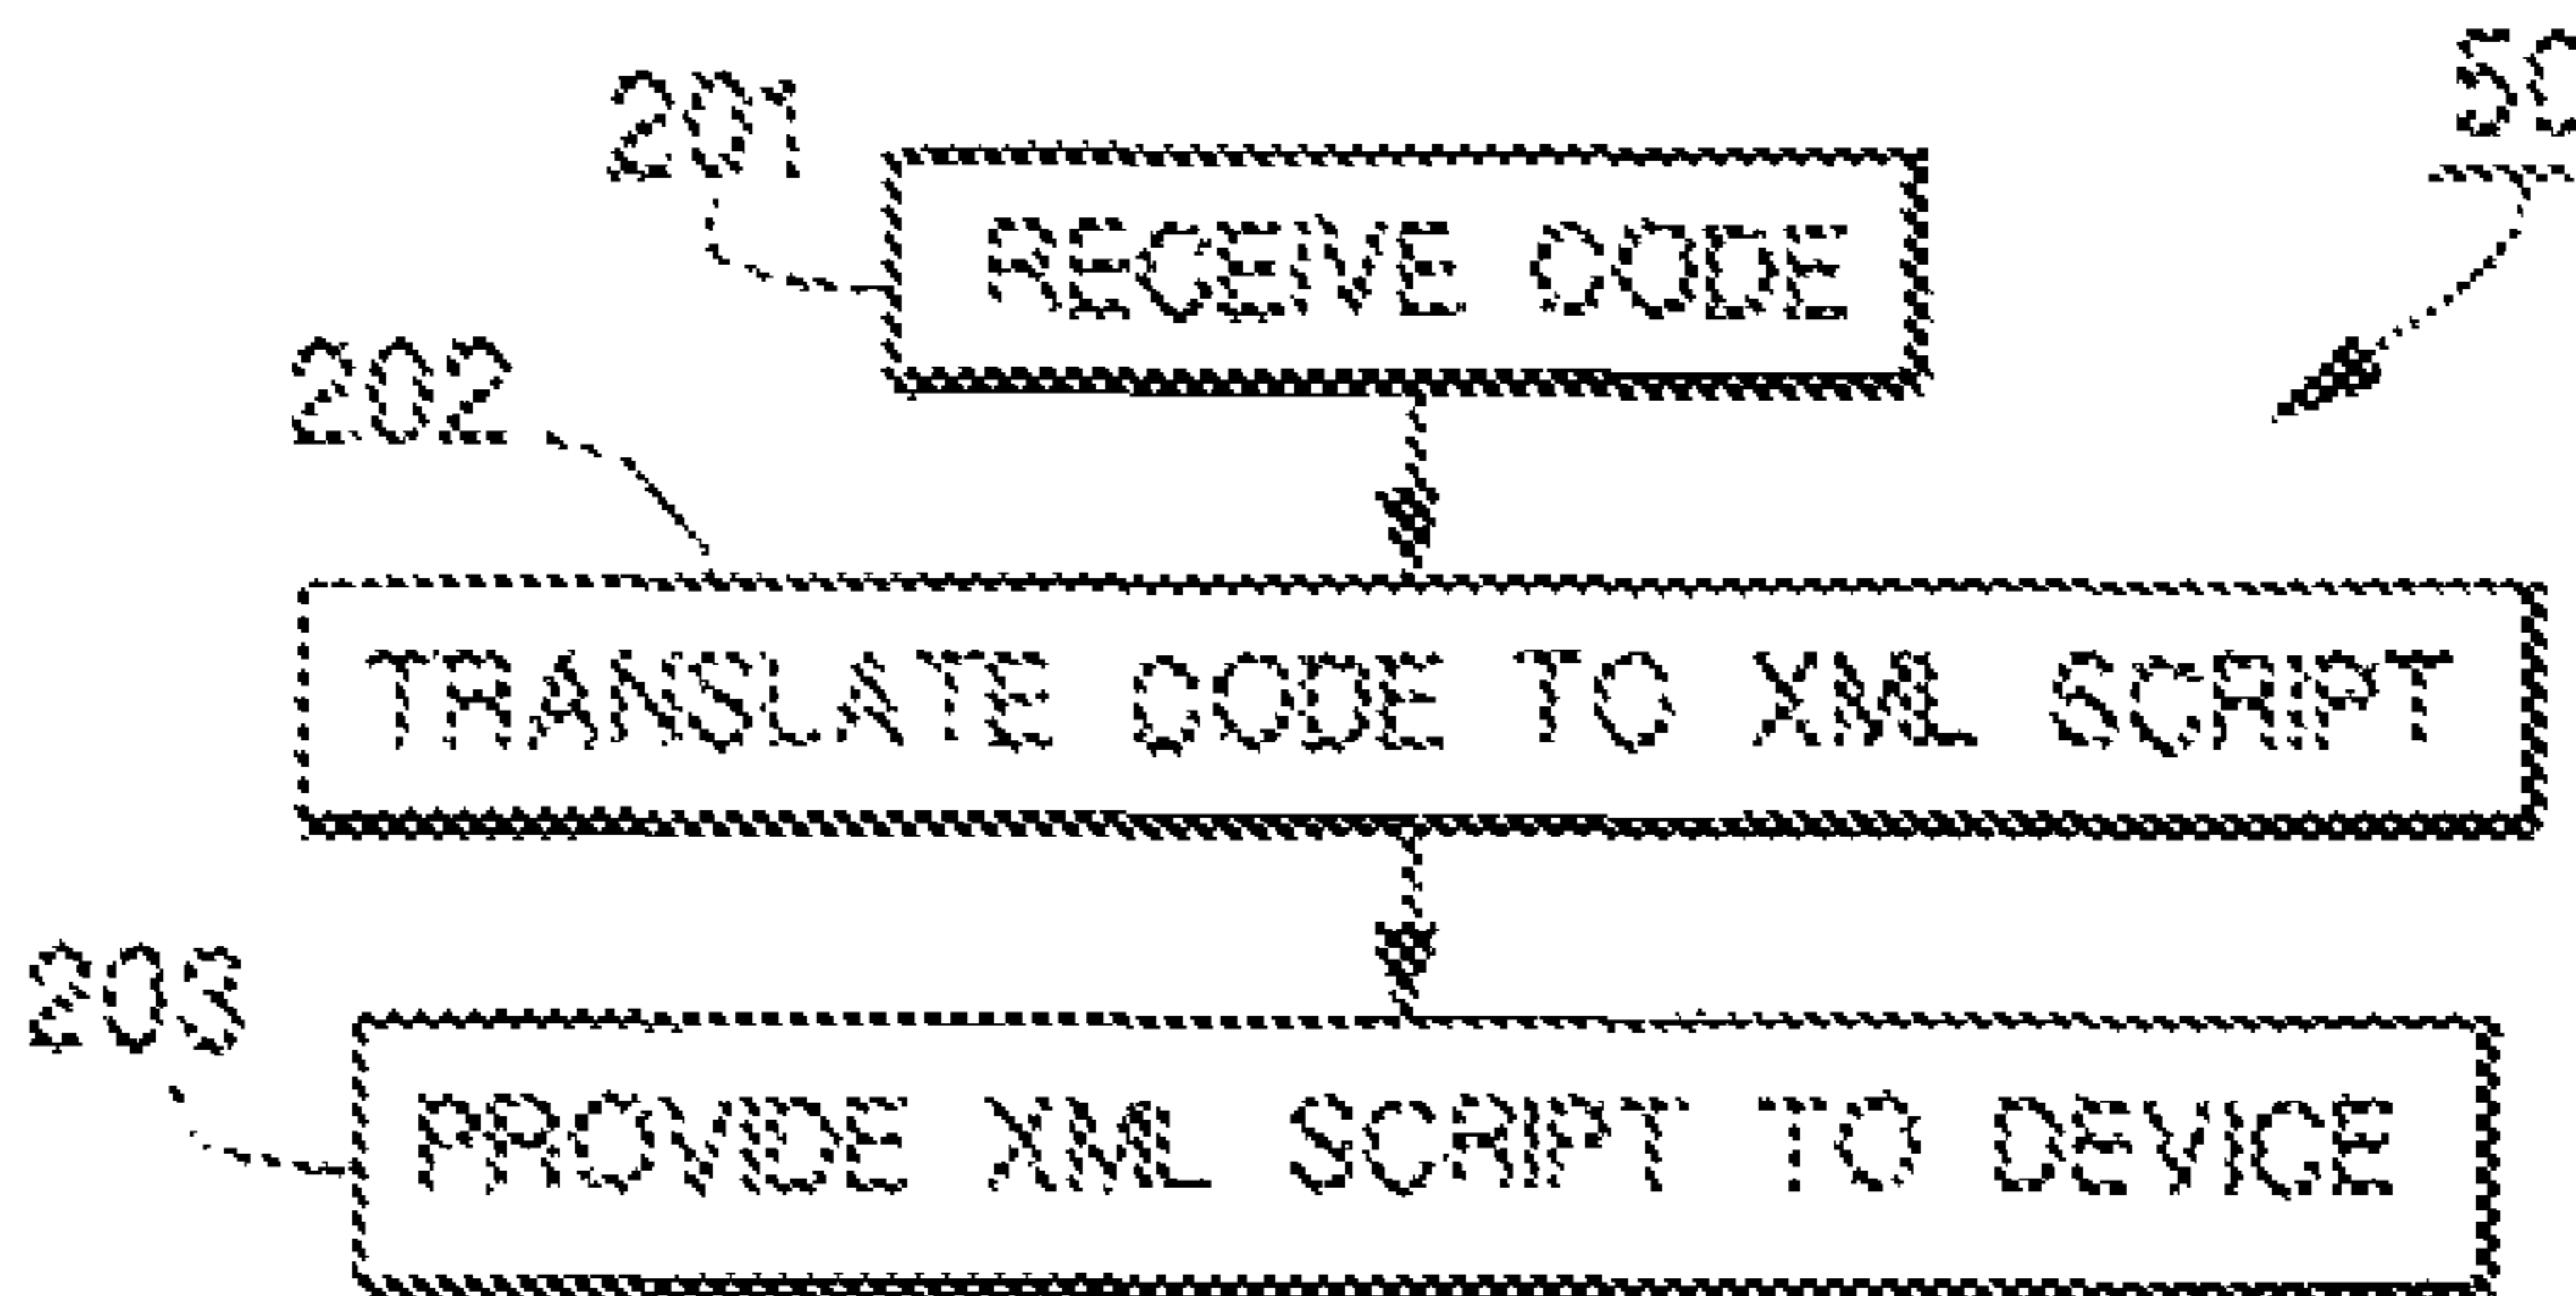 201
RECEIVE CODE
202
TRANSLATE CODE TO XML SCRIPT
203
PROVIDE XML SCRIPT TO DEVICE